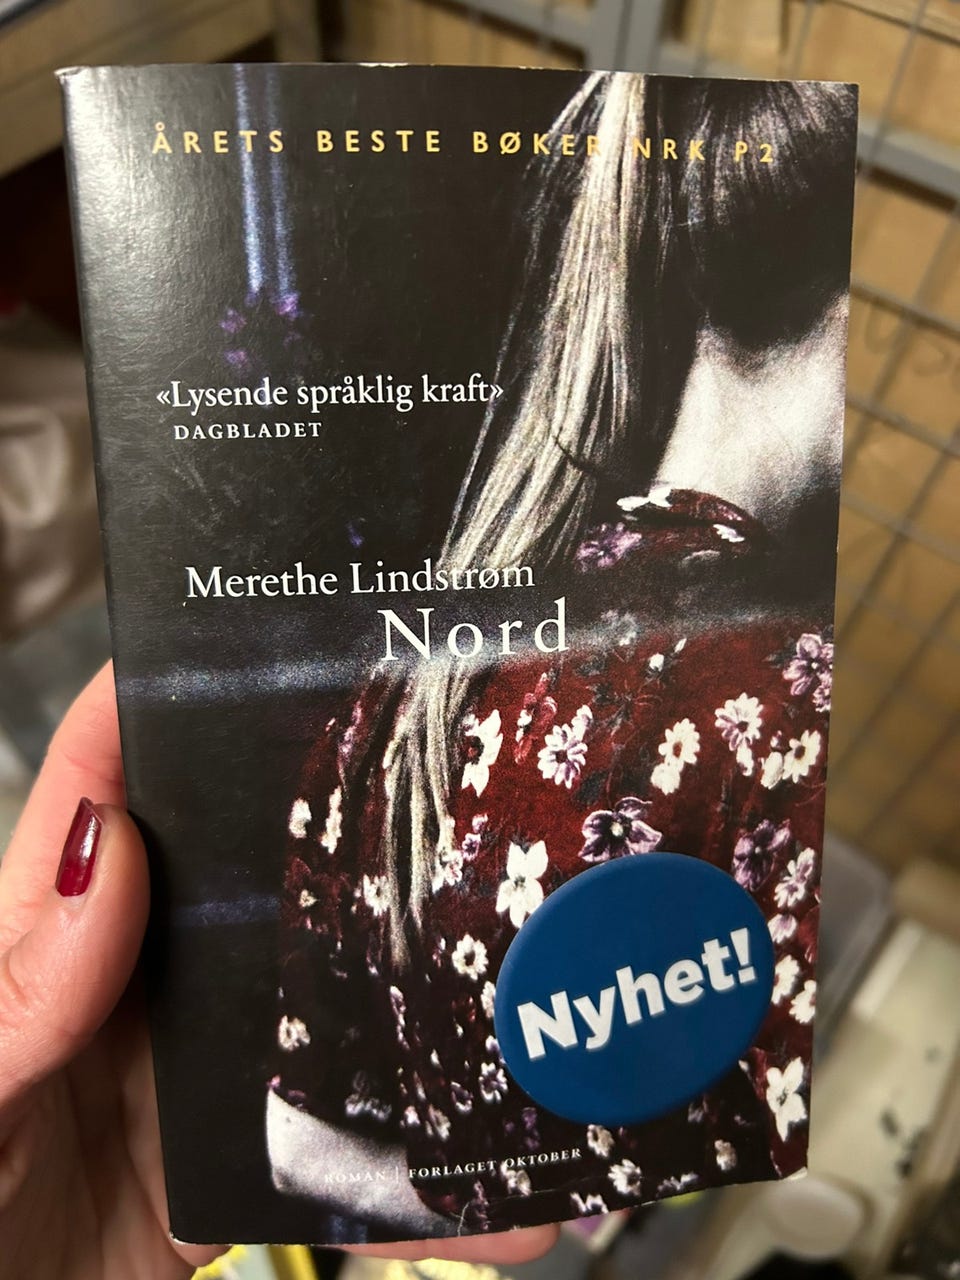 ÅRETS BESTE BØKER NRK P2
«Lysende språklig kraft»
DAGBLADET
Merethe Lindstrøm
Nord
Nyhet!
ROMAN | FORLAGET OKTOBER